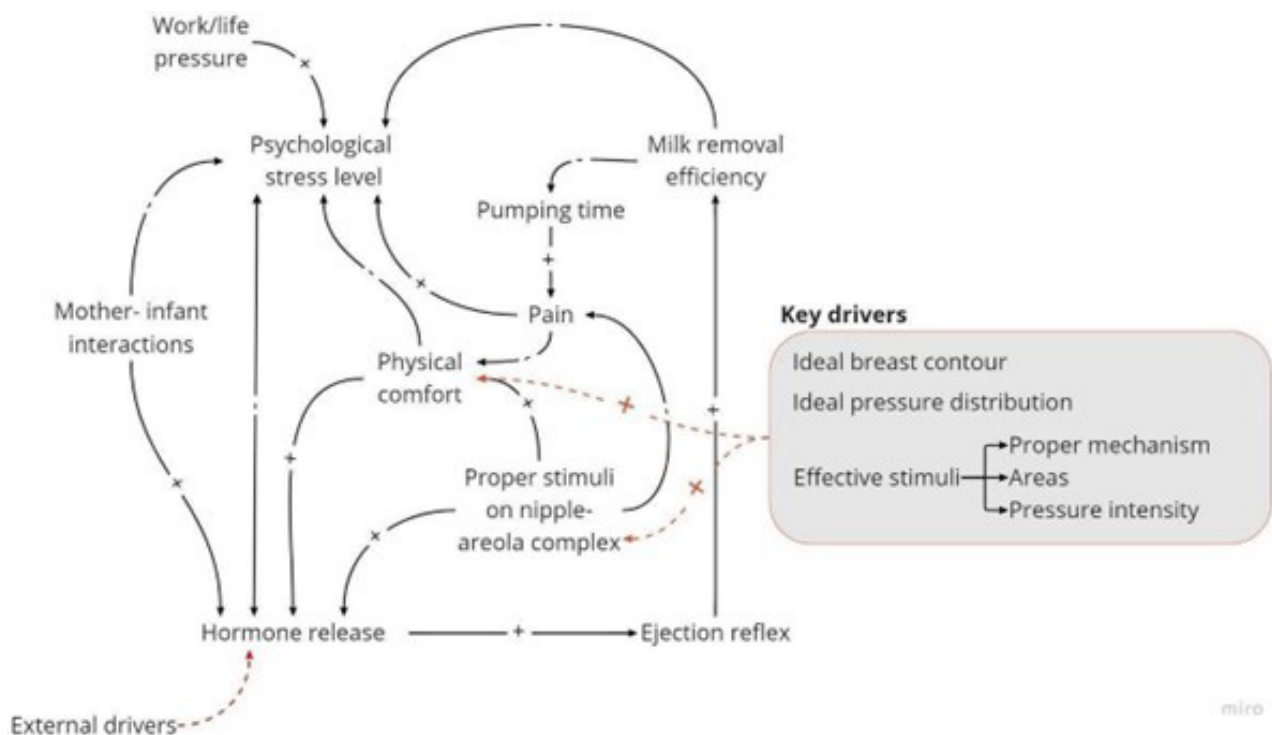 Work/life
pressure
Psychological
stress level
Milk removal
efficiency
Pumping time
Mother- infant
interactions
Pain
Physical
comfort
Key drivers
Ideal breast contour
Ideal pressure distribution
Effective stimuli
Proper mechanism
Areas
Pressure intensity
Proper stimuli
on nipple-
areola complex
Hormone release
Ejection reflex
External drivers
miro